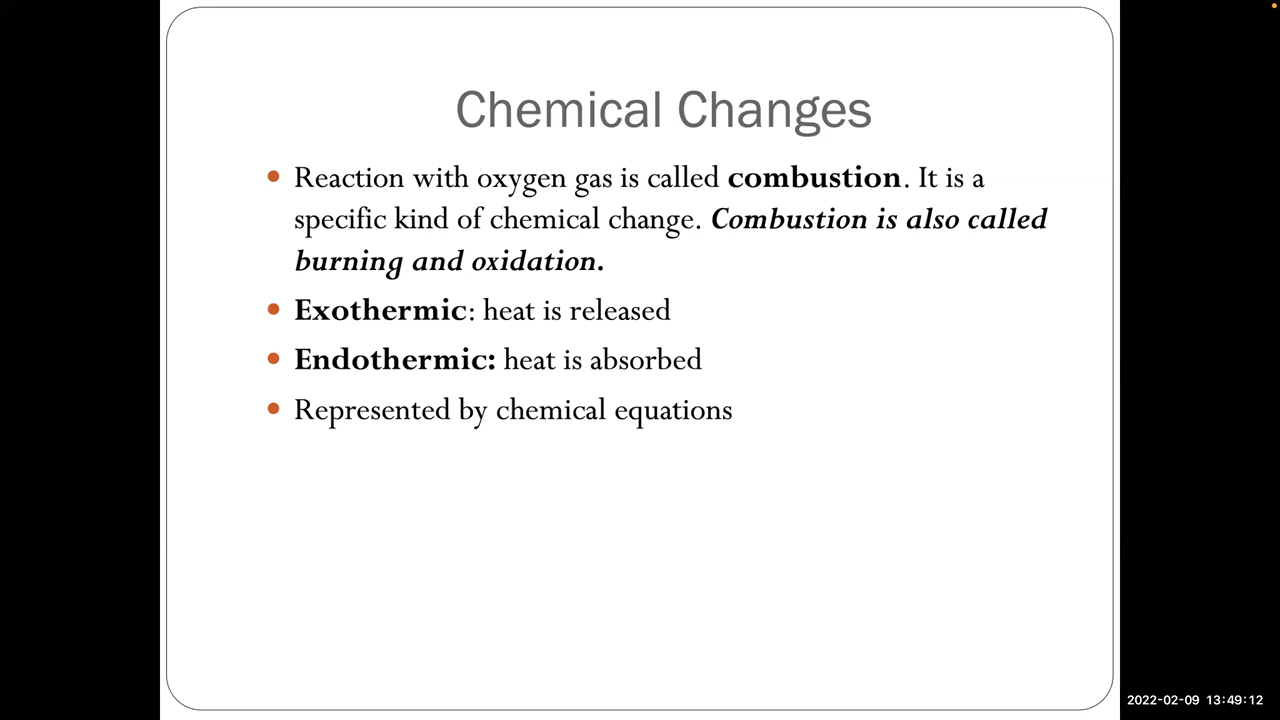 Chemical Changes
• Reaction with oxygen gas is called combustion. It is a
specific kind of chemical change. Combustion is also called
burning and oxidation.
• Exothermic: heat is released
• Endothermic: heat is absorbed
• Represented by chemical equations
2022-02-09 13:49:12